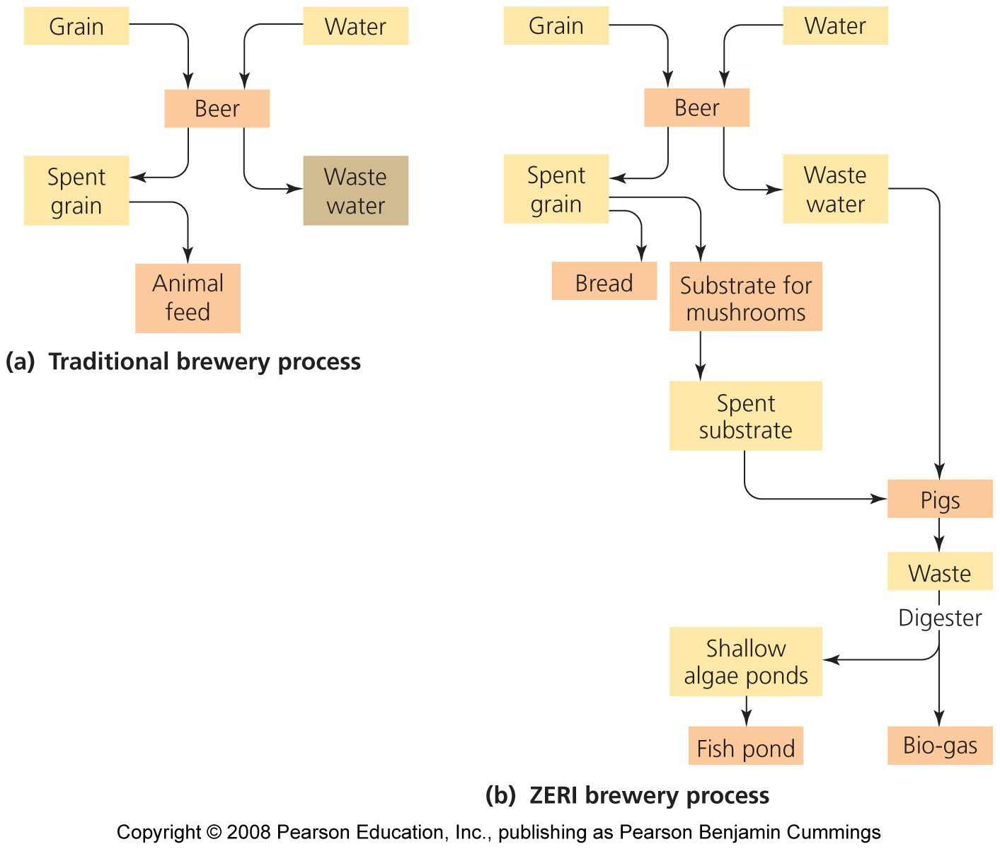 Grain
Water
Beer
Spent
grain
Waste
water
Animal
feed
(a) Traditional brewery process
Grain
Water
Beer
Spent
grain
Waste
water
Bread
Substrate for
mushrooms
Spent
substrate
Pigs
Waste
Digester
Shallow
algae ponds
Fish pond
Bio-gas
(b) ZERI brewery process
Copyright © 2008 Pearson Education, Inc., publishing as Pearson Benjamin Cummings